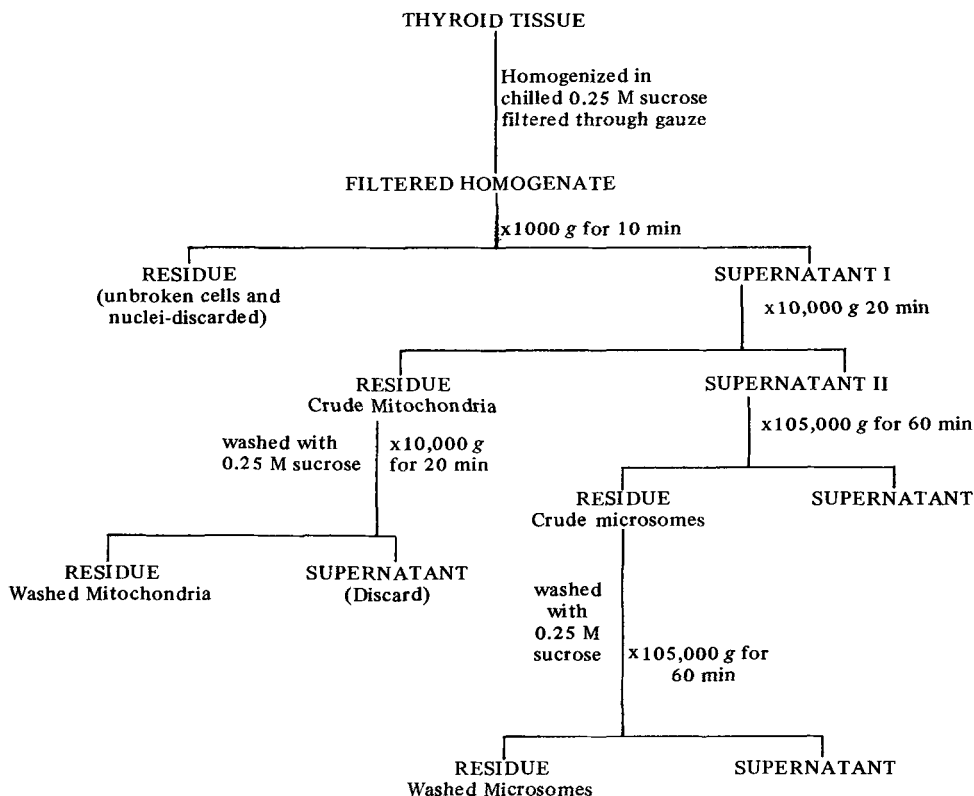 THYROID TISSUE
Homogenized in
chilled 0.25 M sucrose
filtered through gauze
FILTERED HOMOGENATE
x1000 g for 10 min
RESIDUE
(unbroken cells and
nuclei-discarded)
SUPERNATANT I
x10,000 g 20 min
RESIDUE
Crude Mitochondria
SUPERNATANT II
washed with
0.25 M sucrose
x10,000 g
for 20 min
x105,000 g for 60 min
RESIDUE
Crude microsomes
SUPERNATANT
RESIDUE
Washed Mitochondria
SUPERNATANT
(Discard)
washed
with
0.25 M
sucrose
x105,000 g for
60 min
RESIDUE
Washed Microsomes
SUPERNATANT